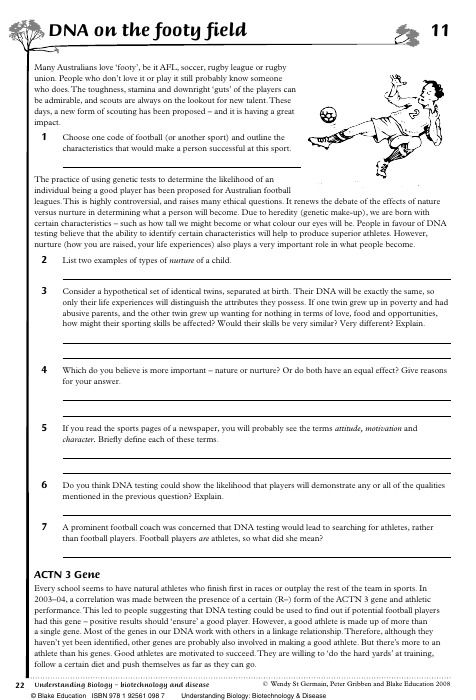 DNA on the footy field
11
Many Australians love ‘footy’, be it AFL, soccer, rugby league or rugby
union. People who don’t love it or play it still probably know someone
who does. The toughness, stamina and downright ‘guts’ of the players can
be admirable, and scouts are always on the lookout for new talent. These
days, a new form of scouting has been proposed – and it is having a great
impact.
1 Choose one code of football (or another sport) and outline the
characteristics that would make a person successful at this sport.
The practice of using genetic tests to determine the likelihood of an
individual being a good player has been proposed for Australian football
leagues. This is highly controversial, and raises many ethical questions. It renews the debate of the effects of nature
versus nurture in determining what a person will become. Due to heredity (genetic make-up), we are born with
certain characteristics – such as how tall we might become or what colour our eyes will be. People in favour of DNA
testing believe that the ability to identify certain characteristics will help to produce superior athletes. However,
nurture (how you are raised, your life experiences) also plays a very important role in what people become.
2 List two examples of types of nurture of a child.
3 Consider a hypothetical set of identical twins, separated at birth. Their DNA will be exactly the same, so
only their life experiences will distinguish the attributes they possess. If one twin grew up in poverty and had
abusive parents, and the other twin grew up wanting for nothing in terms of love, food and opportunities,
how might their sporting skills be affected? Would their skills be very similar? Very different? Explain.
4 Which do you believe is more important – nature or nurture? Or do both have an equal effect? Give reasons
for your answer.
5 If you read the sports pages of a newspaper, you will probably see the terms attitude, motivation and
character. Briefly define each of these terms.
6 Do you think DNA testing could show the likelihood that players will demonstrate any or all of the qualities
mentioned in the previous question? Explain.
7 A prominent football coach was concerned that DNA testing would lead to searching for athletes, rather
than football players. Football players are athletes, so what did she mean?
ACTN 3 Gene
Every school seems to have natural athletes who finish first in races or outplay the rest of the team in sports. In
2003–04, a correlation was made between the presence of a certain (R–) form of the ACTN 3 gene and athletic
performance. This led to people suggesting that DNA testing could be used to find out if potential football players
had this gene – positive results should ‘ensure’ a good player. However, a good athlete is made up of more than
a single gene. Most of the genes in our DNA work with others in a linkage relationship. Therefore, although they
haven’t yet been identified, other genes are probably also involved in making a good athlete. But there’s more to an
athlete than his genes. Good athletes are motivated to succeed. They are willing to ‘do the hard yards’ at training,
follow a certain diet and push themselves as far as they can go.
22 Understanding Biology – biotechnology and disease © Wendy St Germain, Pree Gribben and Blake Education 2008
© Blake Education ISBN 978 1 92561 098 7 Understanding Biology: Biotechnology & Disease